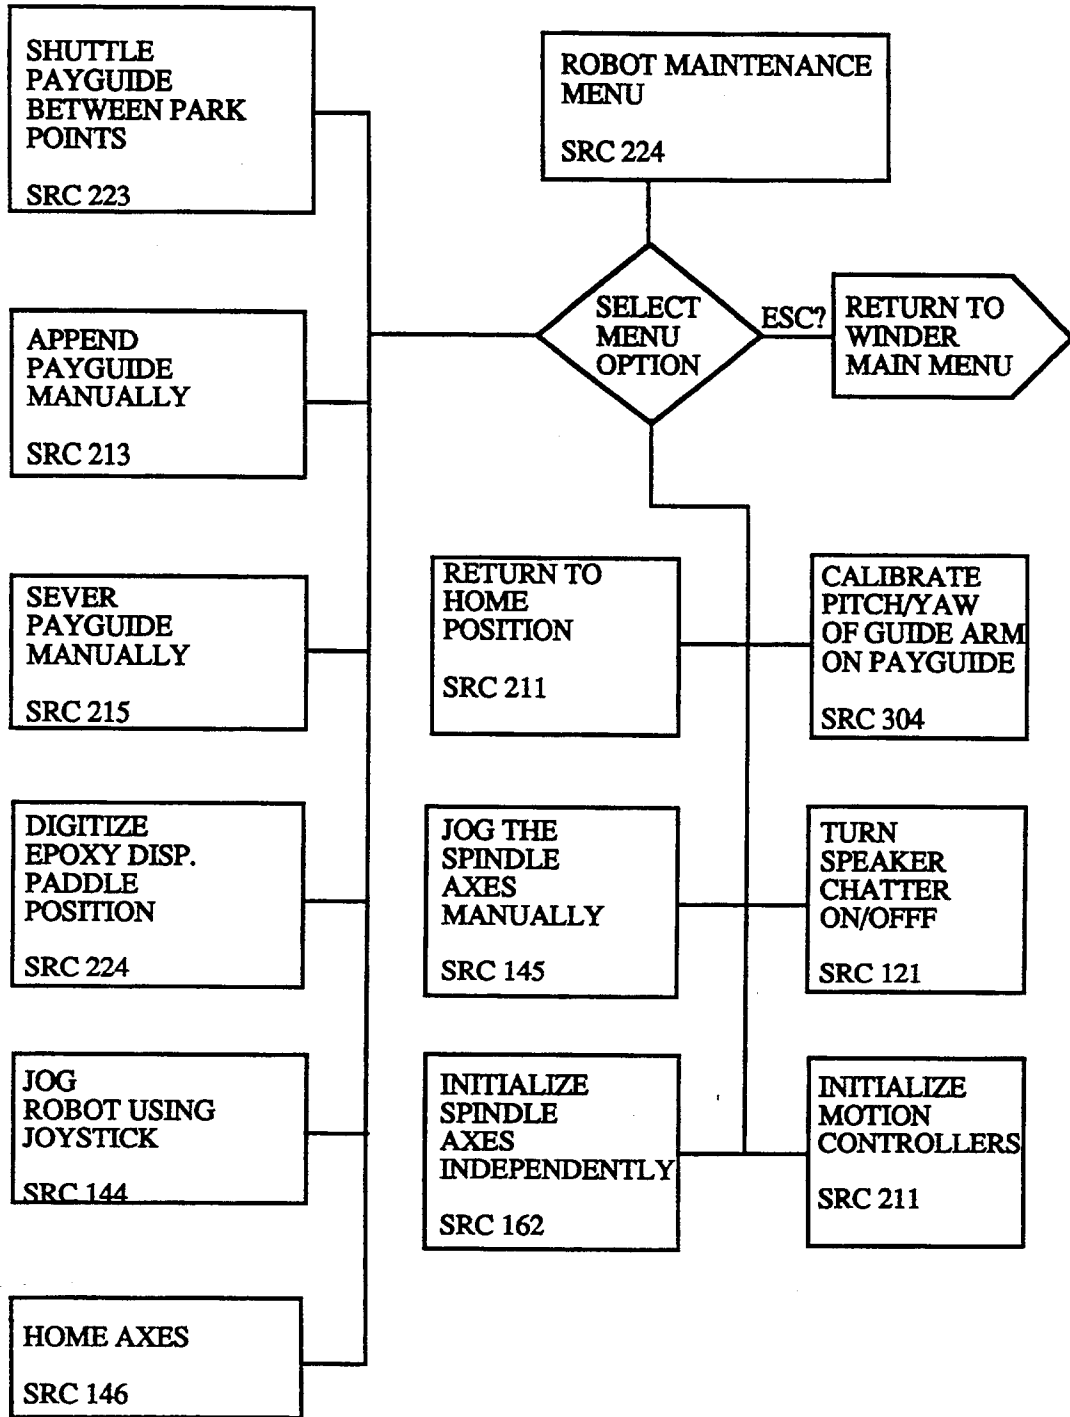 SHUTTLE
PAYGUIDE
BETWEEN PARK
POINTS
SRC 223
ROBOT MAINTENANCE
MENU
SRC 224
SELECT
MENU
OPTION
ESC?
RETURN TO
WINDER
MAIN MENU
APPEND
PAYGUIDE
MANUALLY
SRC 213
SEVER
PAYGUIDE
MANUALLY
SRC 215
DIGITIZE
EPOXY DISP.
PADDLE
POSITION
SRC 224
JOG
ROBOT USING
JOYSTICK
SRC 144
HOME AXES
SRC 146
RETURN TO
HOME
POSITION
SRC 211
CALIBRATE
PITCH/YAW
OF GUIDE ARM
ON PAYGUIDE
SRC 304
JOG THE
SPINDLE
AXES
MANUALLY
SRC 145
TURN
SPEAKER
CHATTER
ON/OFFF
SRC 121
INITIALIZE
SPINDLE
AXES
INDEPENDENTLY
SRC 162
INITIALIZE
MOTION
CONTROLLERS
SRC 211